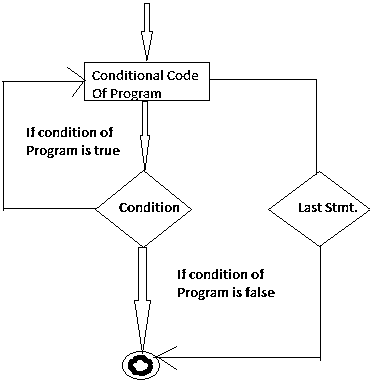 Conditional Code
Of Program
If condition of
Program is true
Condition
Last Stmt.
If condition of
Program is false